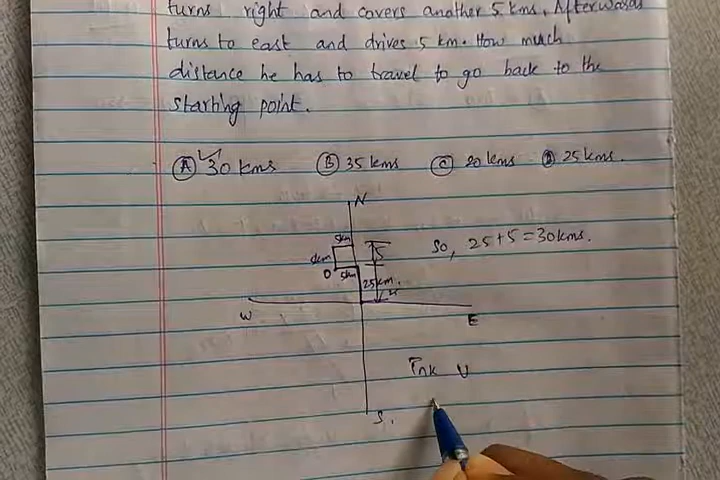 turns right and covers another 5 kms. Afterwards
turns to east and drives 5 km. How much
distance he has to travel to go back to the
starting point.
(A) 30 kms (B) 35 kms (C) 20 kms (D) 25 kms.
N
5km
5km
5
So, 25+5=30kms.
O 5km
25km.
W E
Tnk U
S.